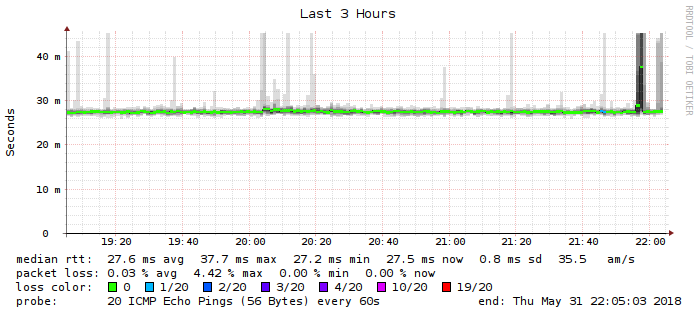 Last 3 Hours
RRDTOOL / TOBI OETIKER
Seconds
40 m
30 m
20 m
10 m
0
19:20 19:40 20:00 20:20 20:40 21:00 21:20 21:40 22:00
median rtt: 27.6 ms avg 37.7 ms max 27.2 ms min 27.5 ms now 0.8 ms sd 35.5 am/s
packet loss: 0.03 % avg 4.42 % max 0.00 % min 0.00 % now
loss color: 0 1/20 2/20 3/20 4/20 10/20 19/20
probe: 20 ICMP Echo Pings (56 Bytes) every 60s end: Thu May 31 22:05:03 2018